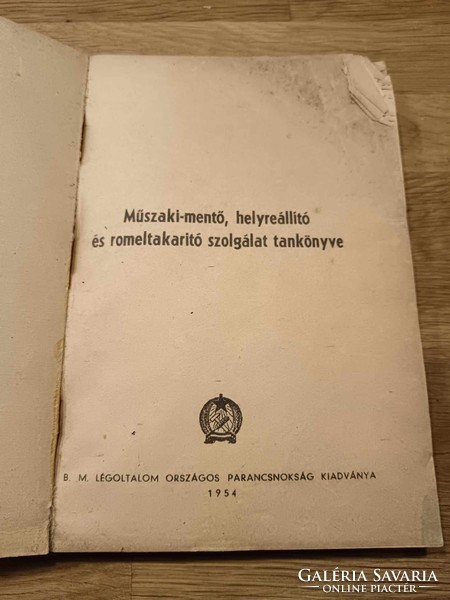 Műszaki-mentő, helyreállító
és romeltakarító szolgálat tankönyve
B. M. LÉGOLTALOM ORSZÁGOS PARANCSNOKSÁG KIADVÁNYA
1954
GALÉRIA SAVARIA
ONLINE PIACTÉR